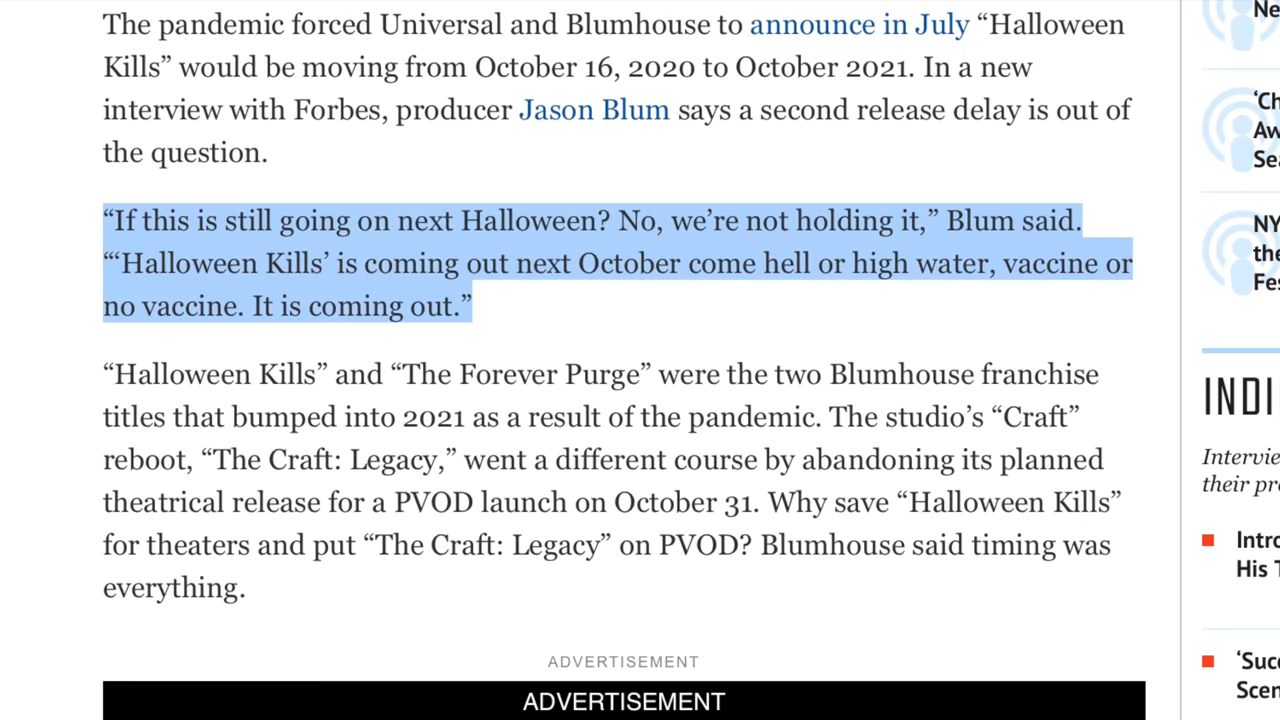 The pandemic forced Universal and Blumhouse to announce in July “Halloween
Kills” would be moving from October 16, 2020 to October 2021. In a new
interview with Forbes, producer Jason Blum says a second release delay is out of
the question.
“If this is still going on next Halloween? No, we’re not holding it,” Blum said.
“‘Halloween Kills’ is coming out next October come hell or high water, vaccine or
no vaccine. It is coming out.”
“Halloween Kills” and “The Forever Purge” were the two Blumhouse franchise
titles that bumped into 2021 as a result of the pandemic. The studio’s “Craft”
reboot, “The Craft: Legacy,” went a different course by abandoning its planned
theatrical release for a PVOD launch on October 31. Why save “Halloween Kills”
for theaters and put “The Craft: Legacy” on PVOD? Blumhouse said timing was
everything.
ADVERTISEMENT
ADVERTISEMENT
NY
the
Intervie
their
His